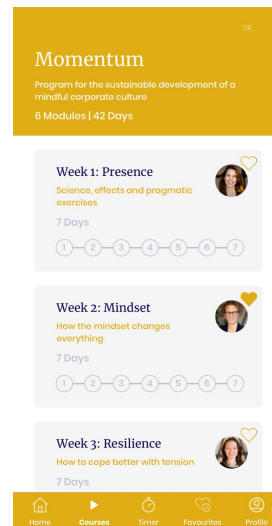 Momentum
Program for the sustainable development of a
mindful corporate culture
6 Modules | 42 Days
Week 1: Presence
Science, effects and pragmatic
exercises
7 Days
1 2 3 4 5 6 7
Week 2: Mindset
How the mindset changes
everything
7 Days
1 2 3 4 5 6 7
Week 3: Resilience
How to cope better with tension
7 Days
Home Courses Timer Favourites Profile